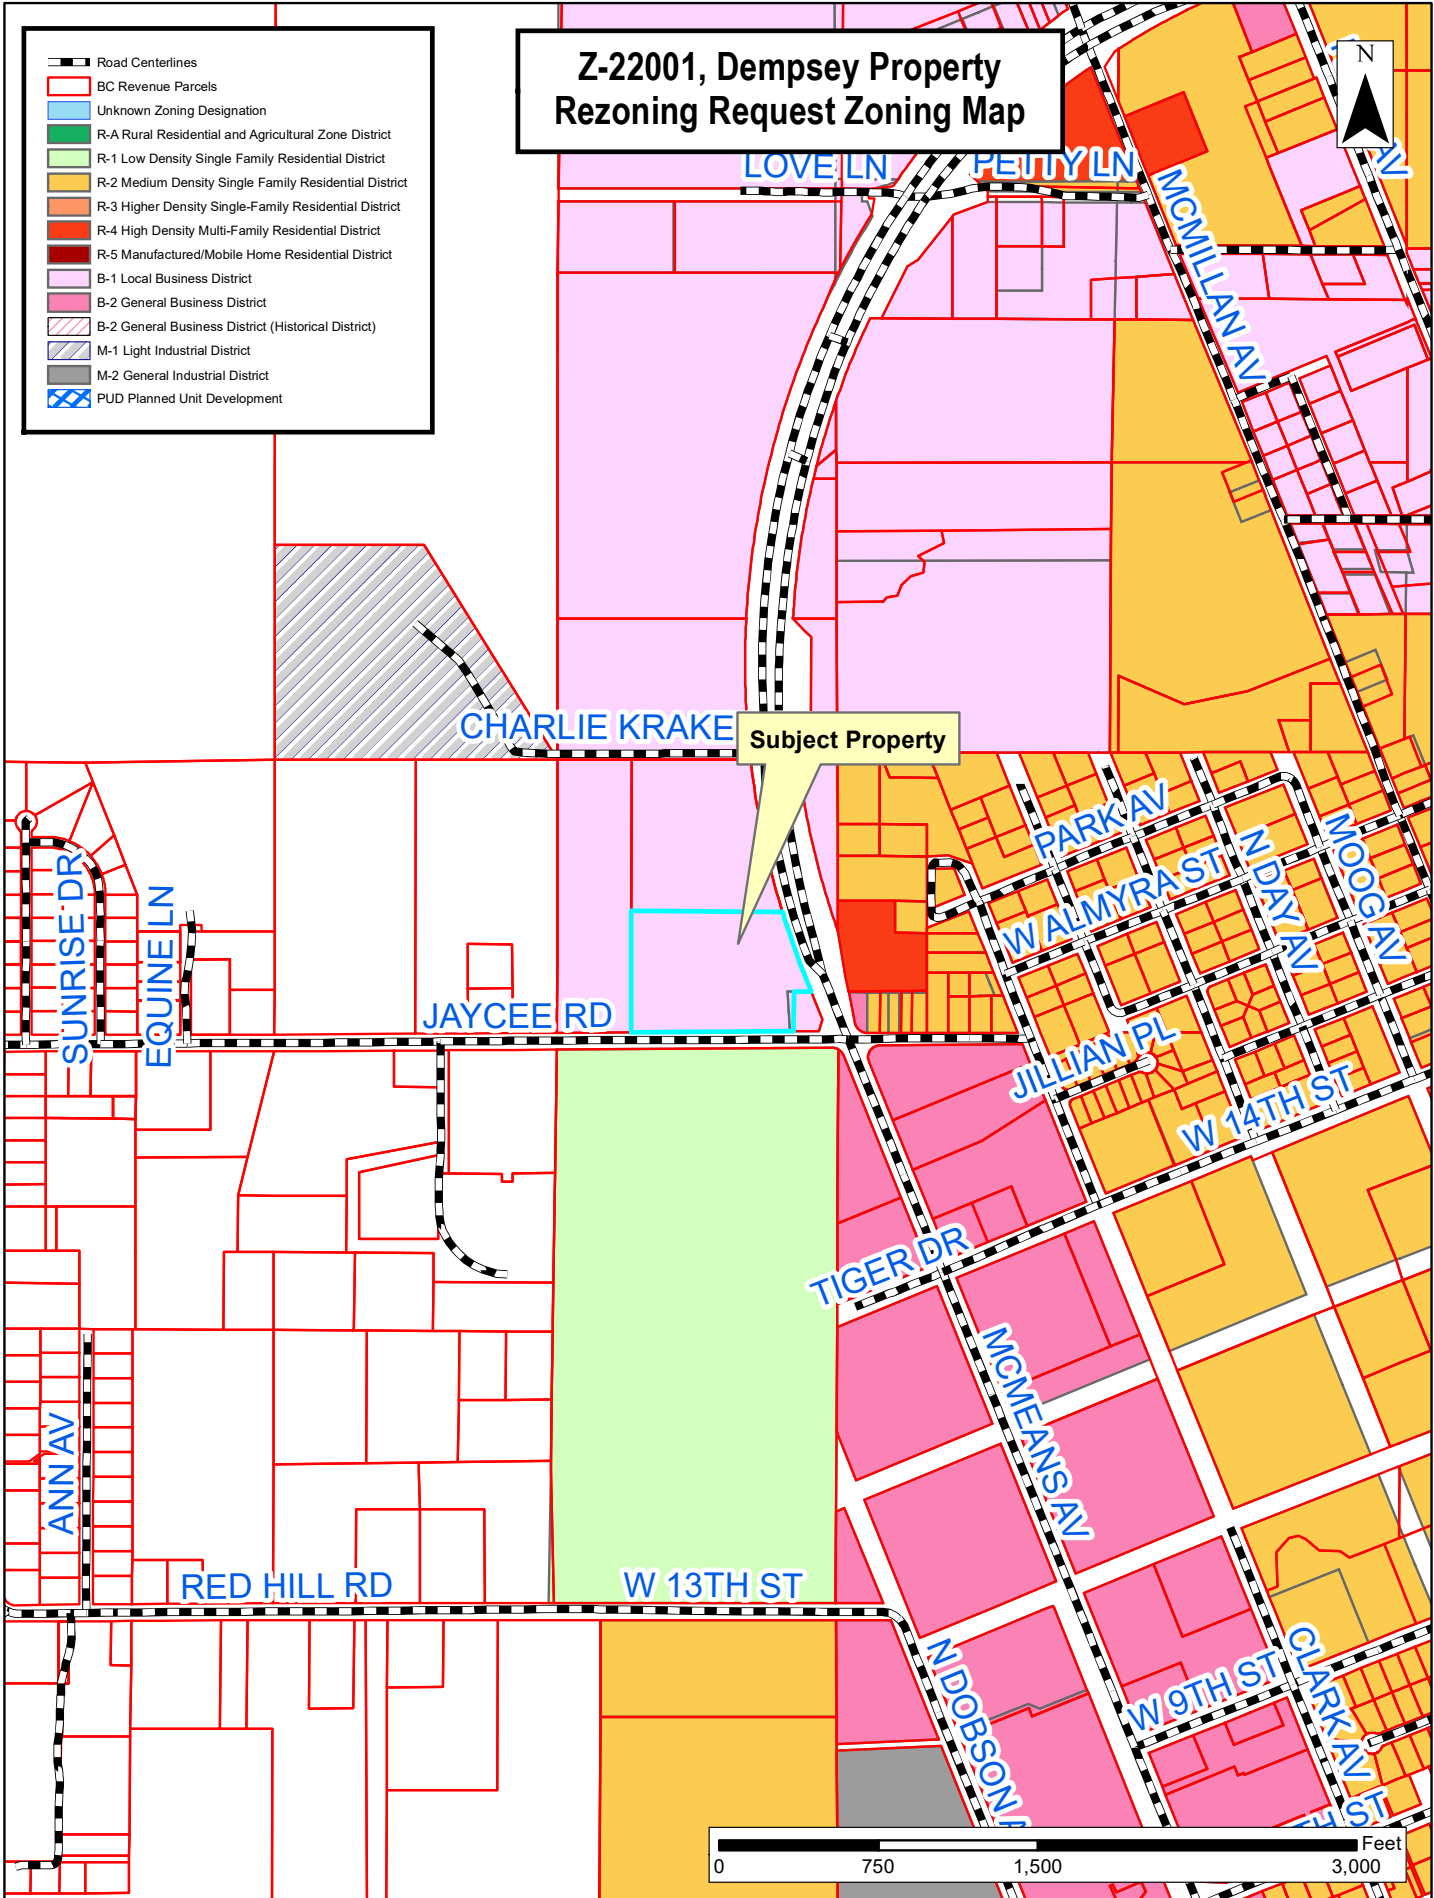 Z-22001, Dempsey Property
Rezoning Request Zoning Map
N
Road Centerlines
BC Revenue Parcels
Unknown Zoning Designation
R-A Rural Residential and Agricultural Zone District
R-1 Low Density Single Family Residential District
R-2 Medium Density Single Family Residential District
R-3 Higher Density Single-Family Residential District
R-4 High Density Multi-Family Residential District
R-5 Manufactured/Mobile Home Residential District
B-1 Local Business District
B-2 General Business District
B-2 General Business District (Historical District)
M-1 Light Industrial District
M-2 General Industrial District
PUD Planned Unit Development
LOVE LN
PETTY LN
AV
MCMILLAN AV
CHARLIE KRAKE
Subject Property
PARK AV
MOOG AV
N DAY AV
W ALMYRA ST
SUNRISE DR
EQUINE LN
JAYCEE RD
JILLIAN PL
W 14TH ST
TIGER DR
MCMEANS AV
ANN AV
RED HILL RD
W 13TH ST
N DOBSON A
W 9TH ST
CLARK AV
TH ST
Feet
0 750 1,500 3,000